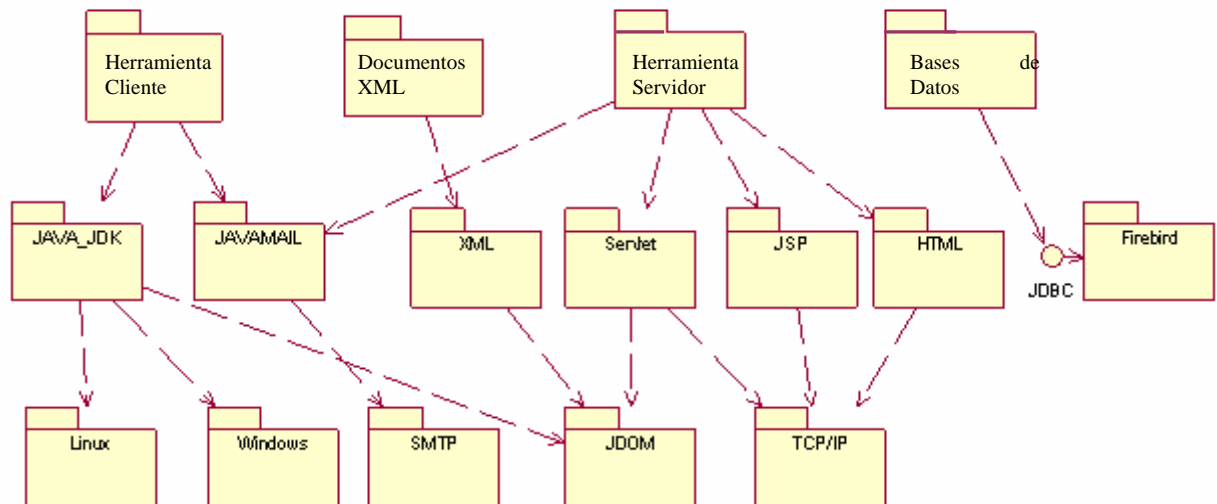 Herramienta
Cliente
Documentos
XML
Herramienta
Servidor
Bases de
Datos
JAVA_JDK
JAVAMAIL
XML
Servlet
JSP
HTML
JDBC
Firebird
Linux
Windows
SMTP
JDOM
TCP/IP